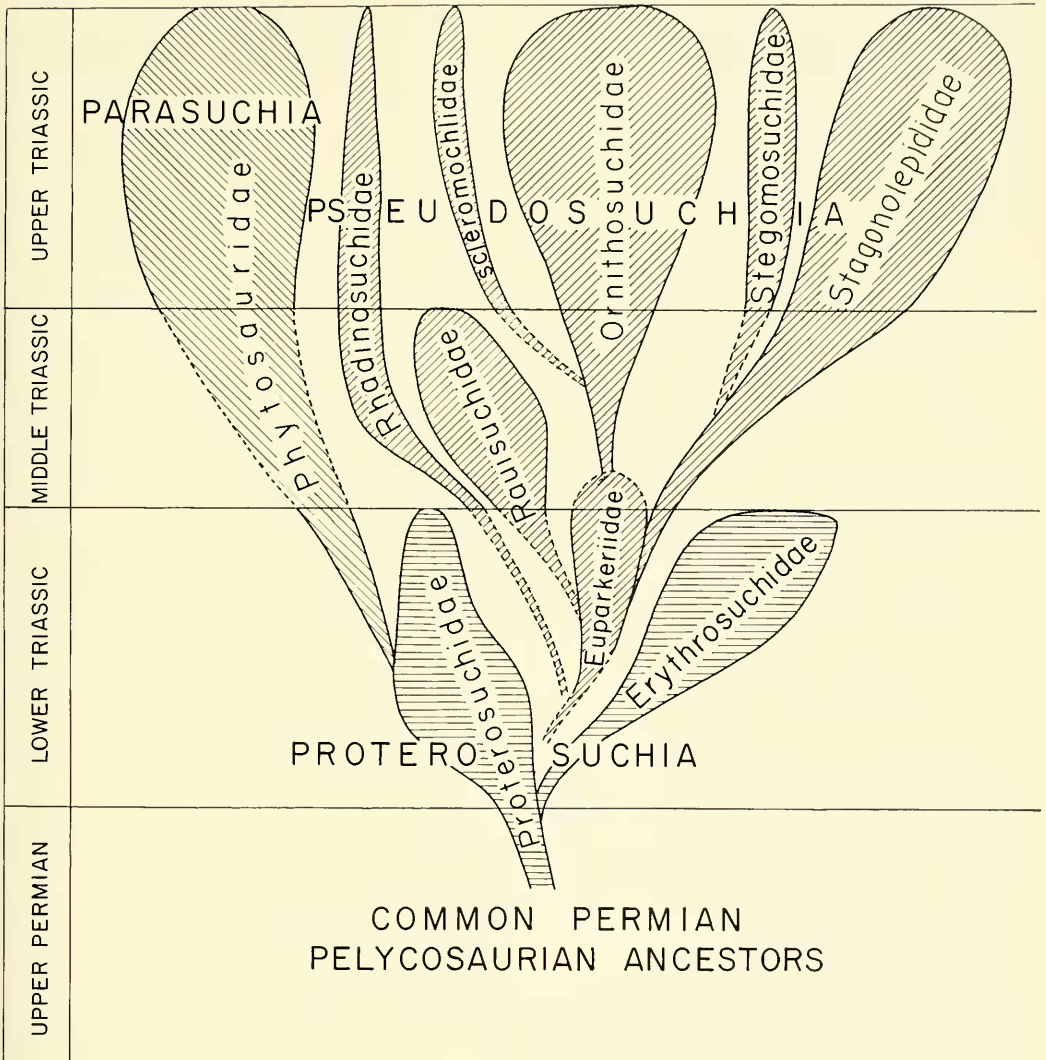 UPPER TRIASSIC
MIDDLE TRIASSIC
LOWER TRIASSIC
UPPER PERMIAN
PARASUCHIA
PSEUDOSUCHIA
Phytosauridae
Rhadinosuchidae
scleromochlidae
Ornithosuchidae
Stegomosuchidae
Stagonolepididae
Rauisuchidae
Euparkeriidae
Proterosuchidae
Erythrosuchidae
PROTEROSUCHIA
COMMON PERMIAN
PELYCOSAURIAN ANCESTORS